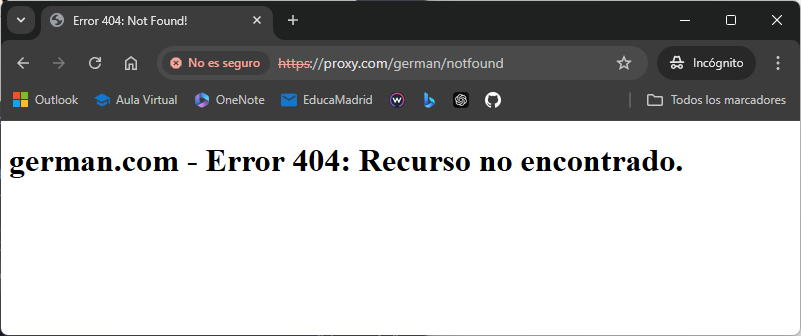 Error 404: Not Found!
No es seguro https://proxy.com/german/notfound Incógnito
Outlook Aula Virtual OneNote EducaMadrid Todos los marcadores
german.com - Error 404: Recurso no encontrado.